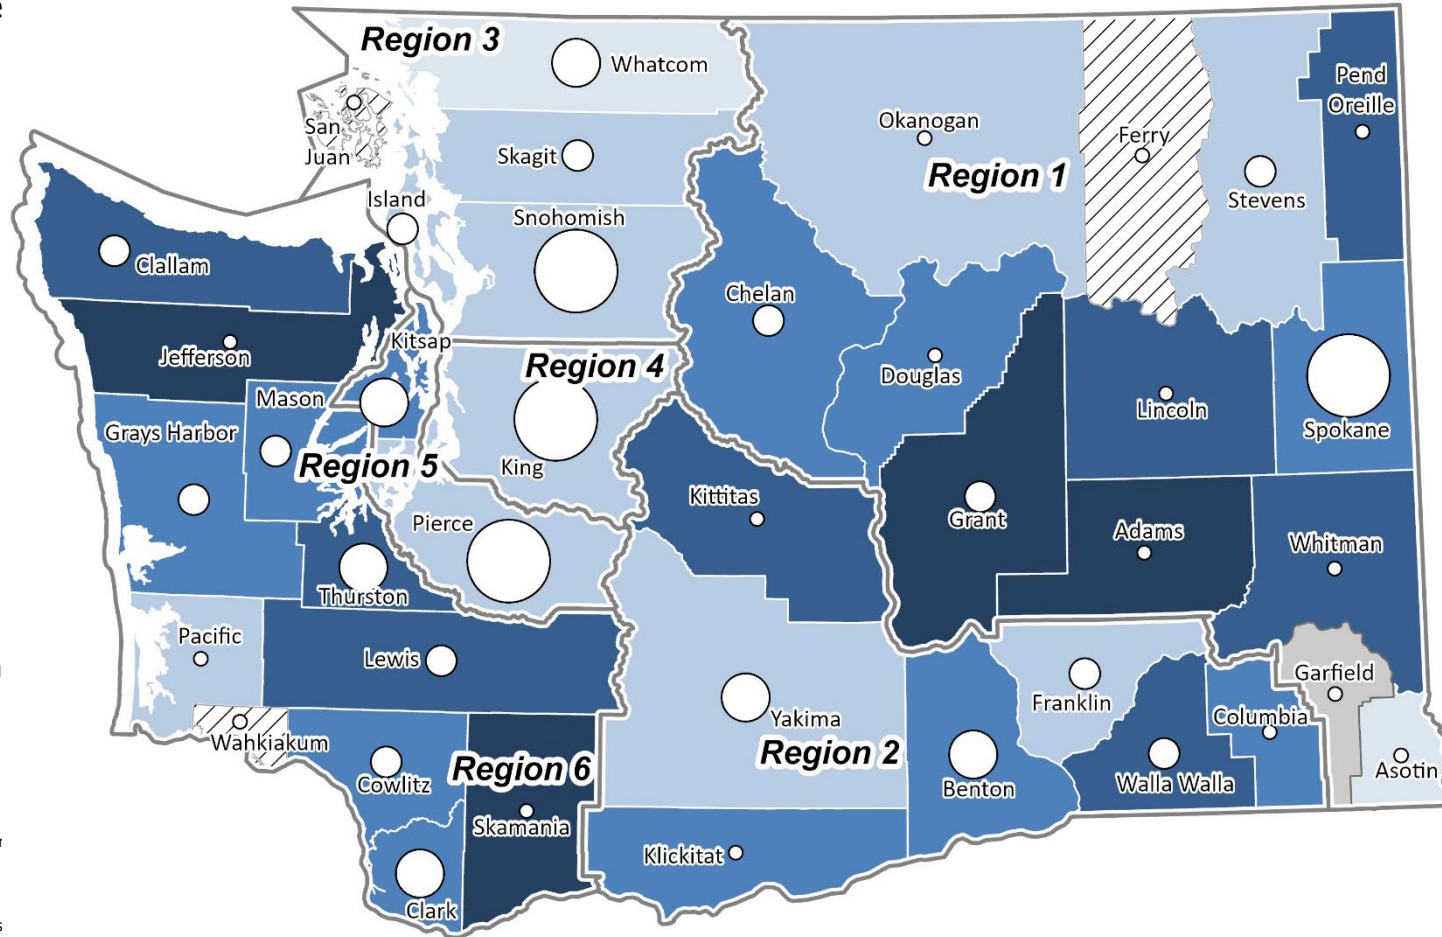 Region 3
Whatcom
San
Juan
Skagit
Okanogan
Ferry
Pend
Oreille
Region 1
Stevens
Island
Snohomish
Clallam
Chelan
Kitsap
Jefferson
Region 4
Douglas
Mason
Lincoln
Spokane
Grays Harbor
Region 5
King
Kittitas
Grant
Pierce
Adams
Whitman
Thurston
Pacific
Lewis
Garfield
Yakima
Franklin
Columbia
Wahkiakum
Region 2
Region 6
Cowlitz
Benton
Walla Walla
Asotin
Skamania
Klickitat
Clark